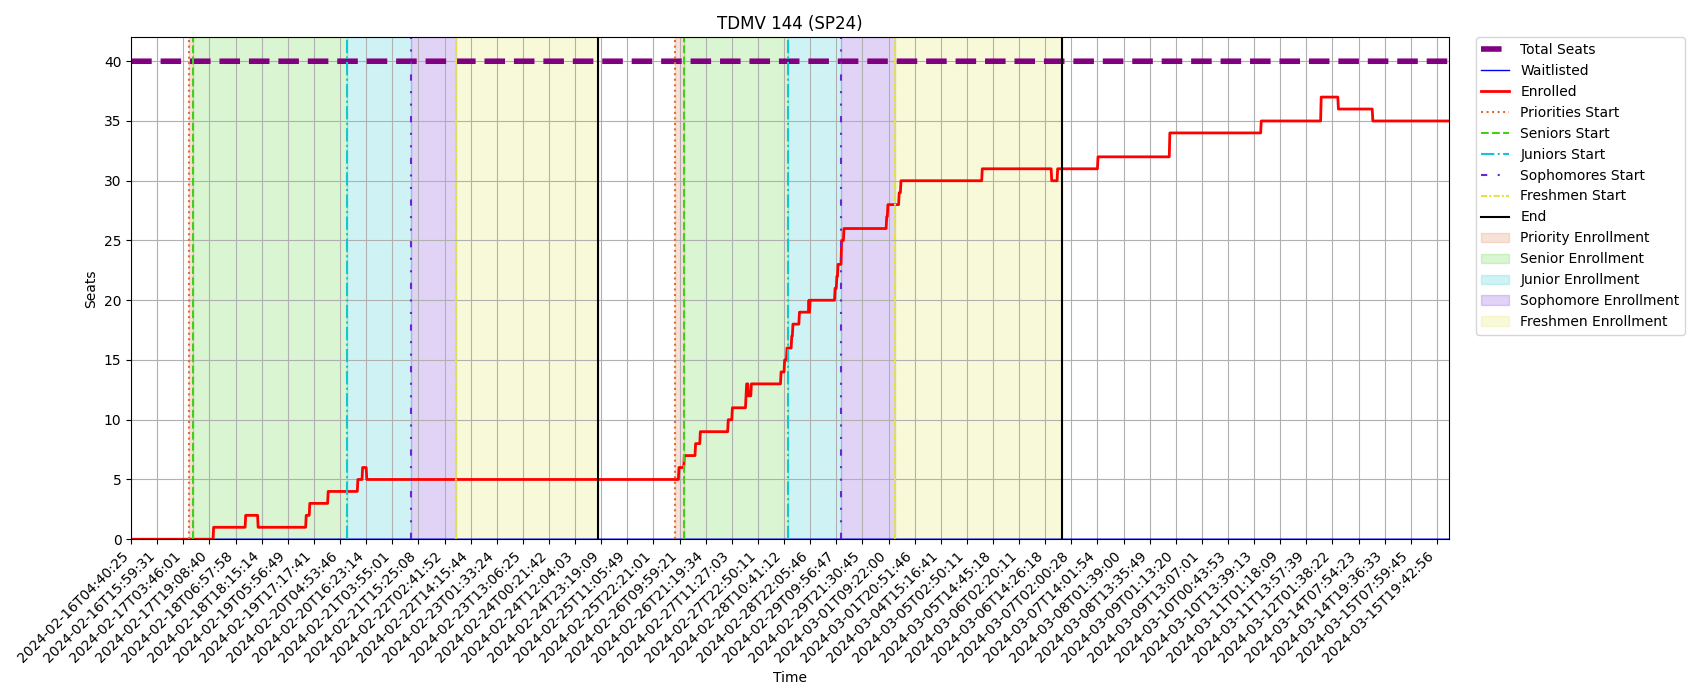 TDMV 144 (SP24)
Seats
40
35
30
25
20
15
10
5
0
2024-02-16T04:40:25
2024-02-16T15:59:31
2024-02-17T03:46:01
2024-02-17T19:08:40
2024-02-18T06:57:58
2024-02-18T18:15:14
2024-02-19T05:56:49
2024-02-19T17:17:41
2024-02-20T04:53:46
2024-02-20T16:23:14
2024-02-21T03:55:01
2024-02-21T15:25:08
2024-02-22T02:41:52
2024-02-22T14:15:44
2024-02-23T01:33:24
2024-02-23T13:06:25
2024-02-24T00:21:42
2024-02-24T12:04:03
2024-02-24T23:19:09
2024-02-25T11:05:49
2024-02-25T22:21:01
2024-02-26T09:59:21
2024-02-26T21:19:34
2024-02-27T11:27:03
2024-02-27T22:50:11
2024-02-28T10:41:12
2024-02-28T22:05:46
2024-02-29T09:56:47
2024-02-29T21:30:45
2024-03-01T09:22:00
2024-03-01T20:51:46
2024-03-04T15:16:41
2024-03-05T02:50:11
2024-03-05T14:45:18
2024-03-06T02:20:11
2024-03-06T14:26:18
2024-03-07T02:00:28
2024-03-07T14:01:54
2024-03-08T01:39:00
2024-03-08T13:35:49
2024-03-09T01:13:20
2024-03-09T13:07:01
2024-03-10T00:43:53
2024-03-10T13:39:13
2024-03-11T01:18:09
2024-03-11T13:57:39
2024-03-12T01:38:22
2024-03-14T07:54:23
2024-03-14T19:36:33
2024-03-15T07:59:45
2024-03-15T19:42:56
Time
Total Seats
Waitlisted
Enrolled
Priorities Start
Seniors Start
Juniors Start
Sophomores Start
Freshmen Start
End
Priority Enrollment
Senior Enrollment
Junior Enrollment
Sophomore Enrollment
Freshmen Enrollment